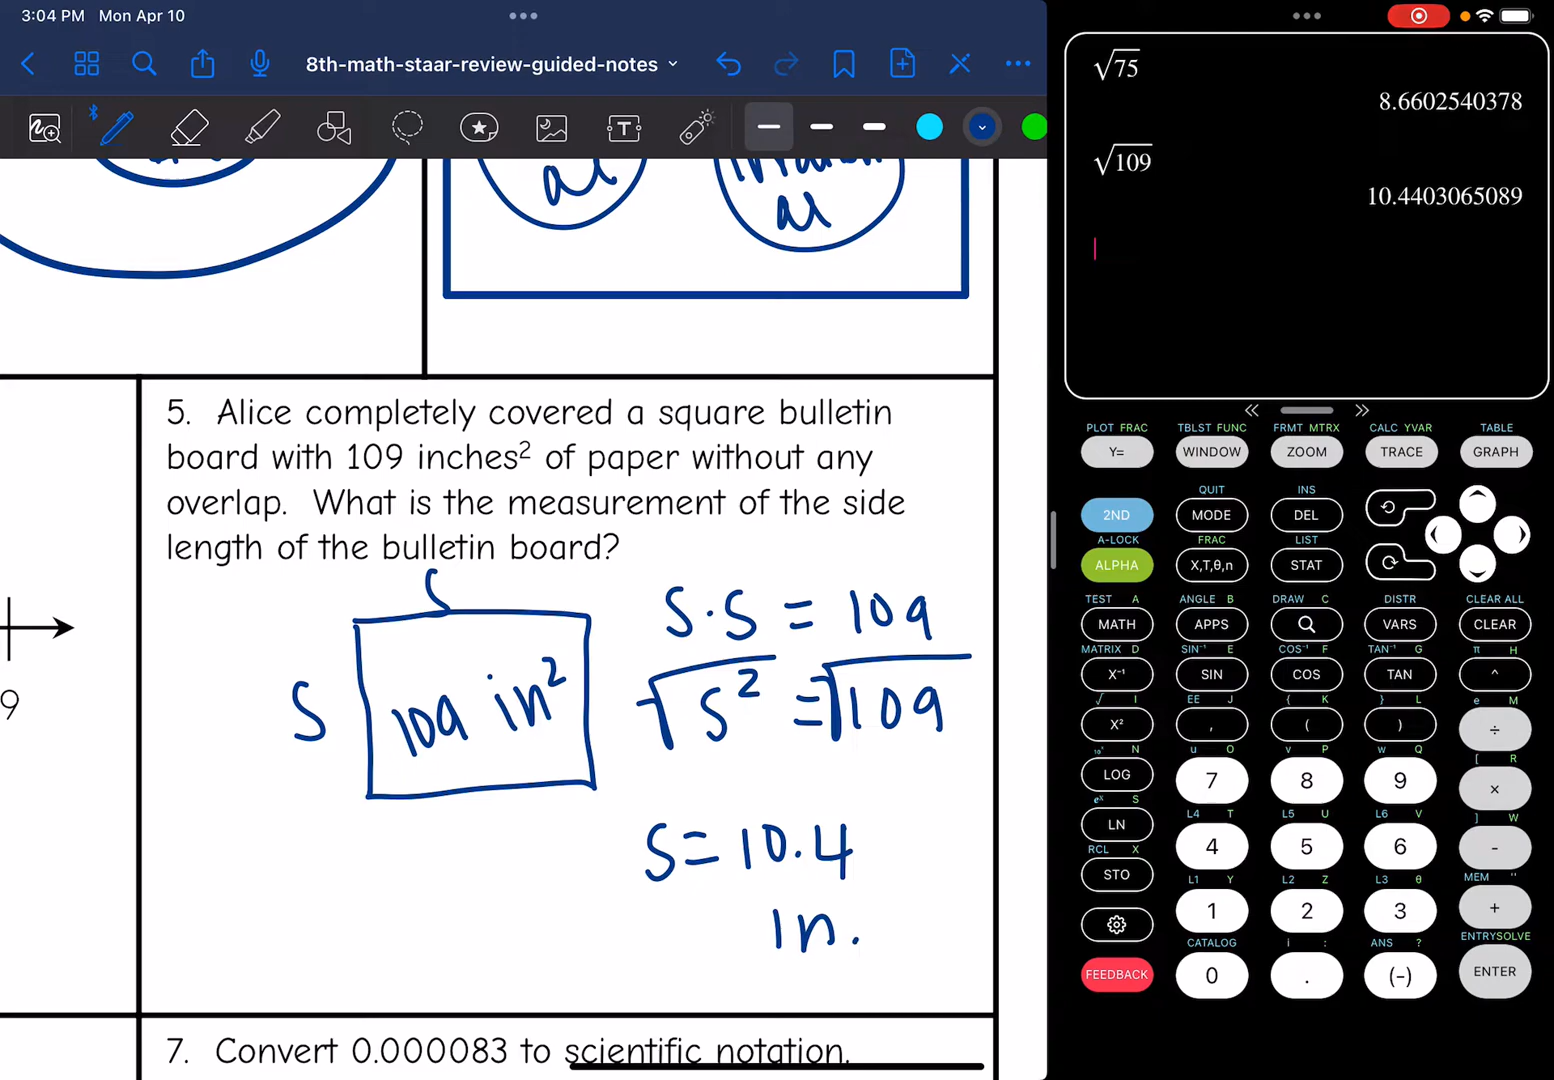 3:04 PM Mon Apr 10
8th-math-staar-review-guided-notes
al
al
5. Alice completely covered a square bulletin
board with 109 inches² of paper without any
overlap. What is the measurement of the side
length of the bulletin board?
S
S
109 in²
S·S = 109
√S² = √109
S = 10.4
in.
9
7. Convert 0.000083 to scientific notation.
√75
8.6602540378
√109
10.4403065089
PLOT FRAC TBLST FUNC FRMT MTRX CALC YVAR TABLE
Y= WINDOW ZOOM TRACE GRAPH
QUIT INS
2ND MODE DEL
A-LOCK FRAC LIST
ALPHA X,T,θ,n STAT
TEST A ANGLE B DRAW C DISTR CLEAR ALL
MATH APPS VARS CLEAR
MATRIX D SIN⁻¹ E COS⁻¹ F TAN⁻¹ G π H
X⁻¹ SIN COS TAN ^
√ I EE J { K } L e M
X² , ( ) ÷
10ˣ N u O v P w Q [ R
LOG 7 8 9 ×
eˣ S L4 T L5 U L6 V ] W
LN 4 5 6 -
RCL X L1 Y L2 Z L3 θ MEM "
STO 1 2 3 +
CATALOG i : ANS ? ENTRY SOLVE
FEEDBACK 0 . (-) ENTER